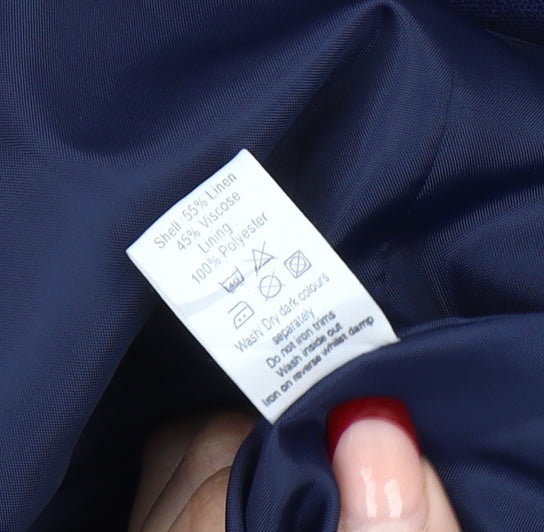 Shell 55% Linen
45% Viscose
Lining
100% Polyester
Wash/ Dry dark colours
separately
Do not iron trims
Wash inside out
Iron on reverse whilst damp